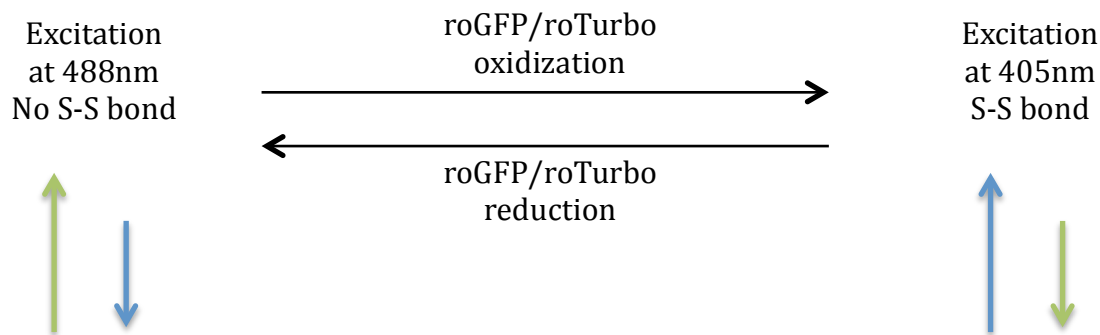 Excitation
at 488nm
No S-S bond
roGFP/roTurbo
oxidization
roGFP/roTurbo
reduction
Excitation
at 405nm
S-S bond